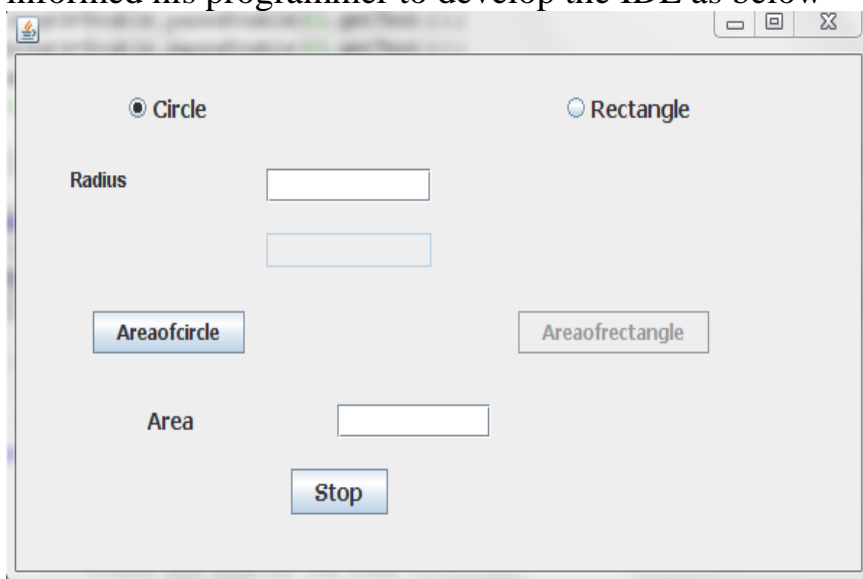 informed his programmer to develop the IDE as below
Circle Rectangle
Radius
Areaofcircle Areaofrectangle
Area
Stop